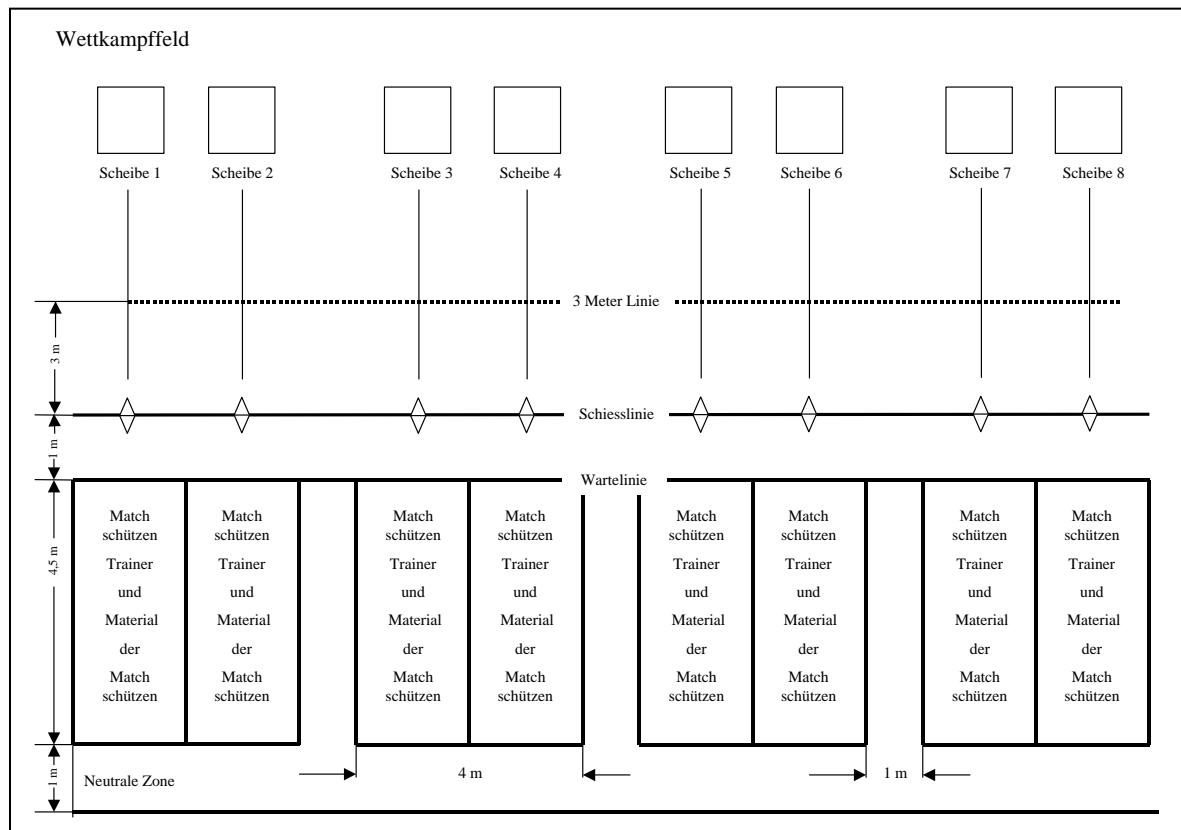 Wettkampffeld
Scheibe 1 Scheibe 2 Scheibe 3 Scheibe 4 Scheibe 5 Scheibe 6 Scheibe 7 Scheibe 8
3 Meter Linie
3 m
Schiesslinie
1 m
Wartelinie
4,5 m
Match Match Match Match Match Match Match Match
schützen schützen schützen schützen schützen schützen schützen schützen
Trainer Trainer Trainer Trainer Trainer Trainer Trainer Trainer
und und und und und und und und
Material Material Material Material Material Material Material Material
der der der der der der der der
Match Match Match Match Match Match Match Match
schützen schützen schützen schützen schützen schützen schützen schützen
1 m
Neutrale Zone
4 m
1 m